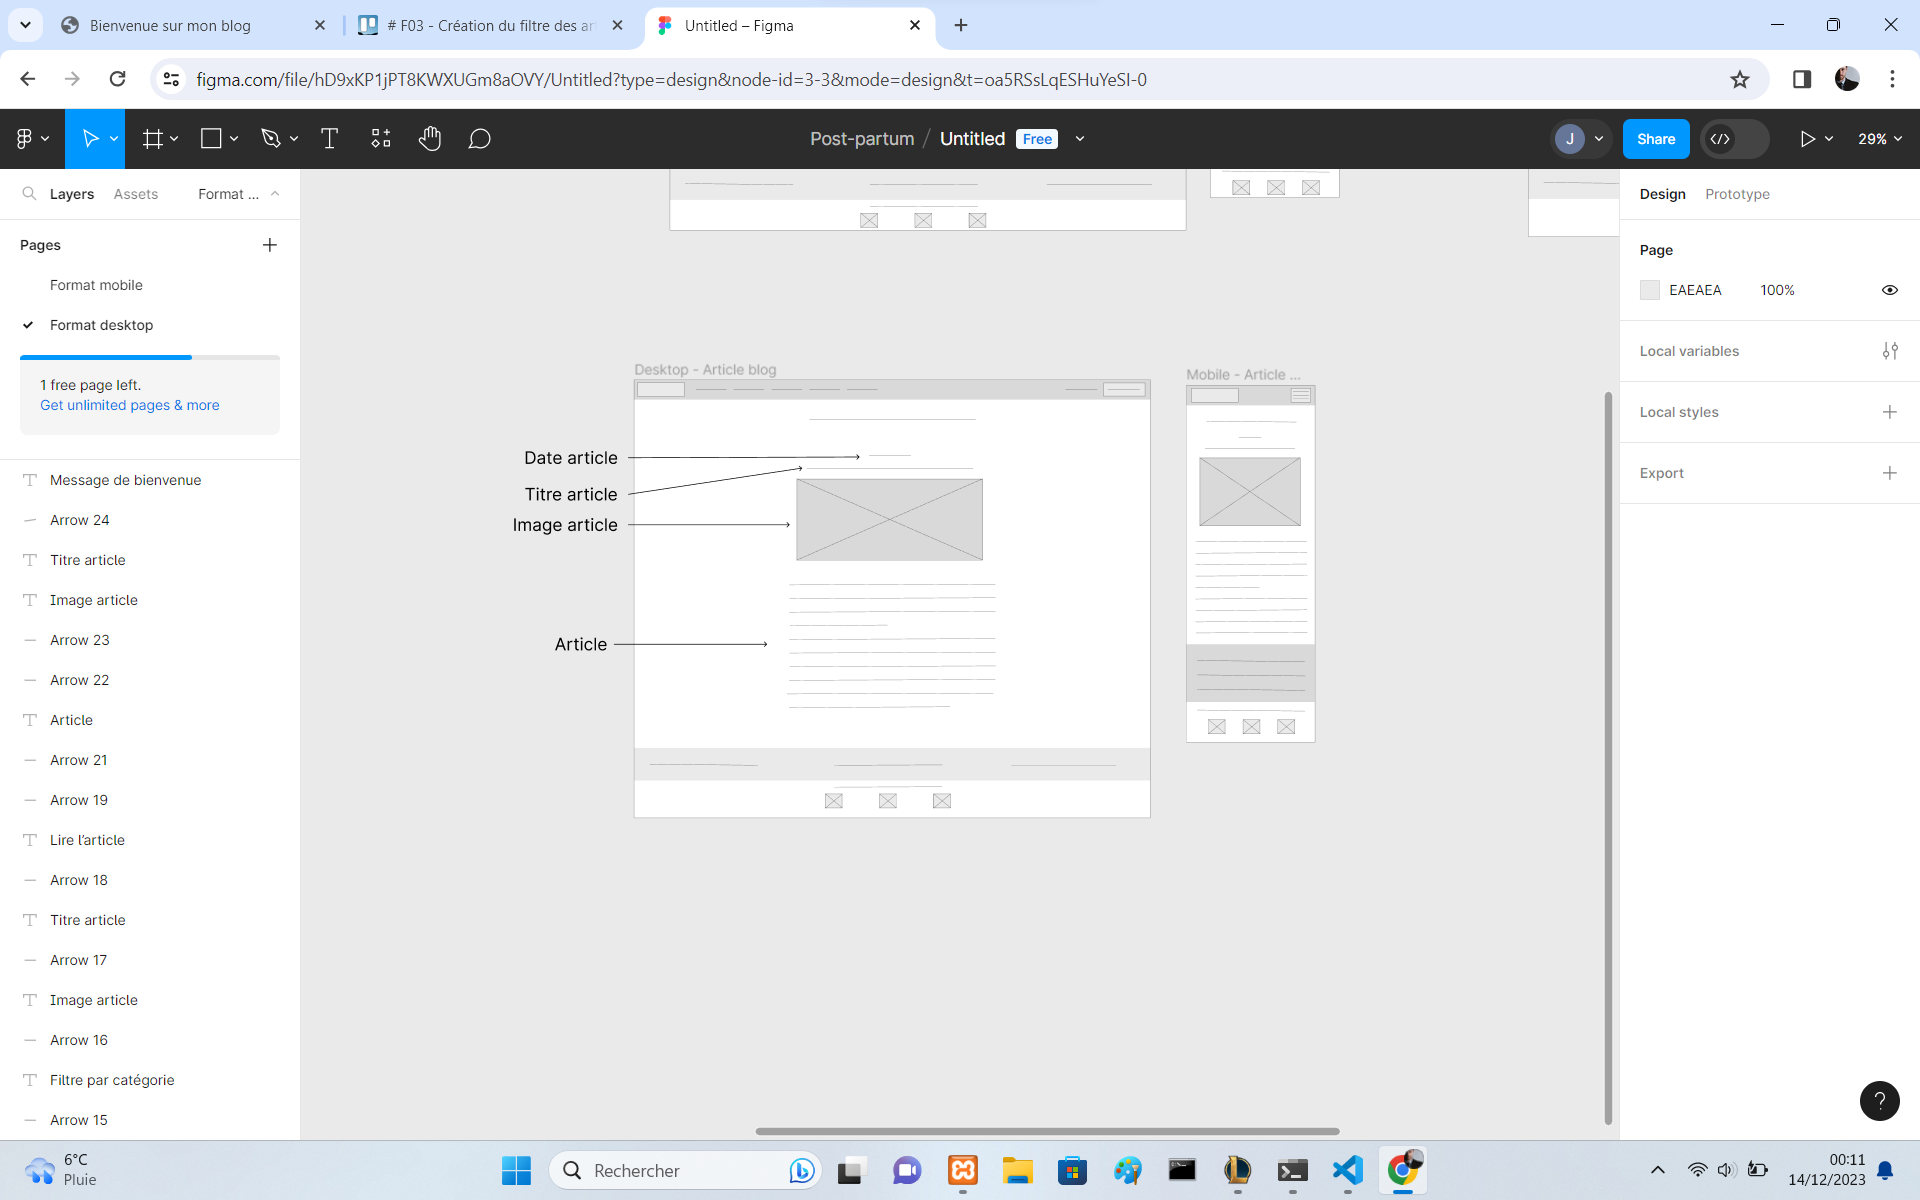 Bienvenue sur mon blog
# F03 - Création du filtre des ar
Untitled – Figma
figma.com/file/hD9xKP1jPT8KWXUGm8aOVY/Untitled?type=design&node-id=3-3&mode=design&t=oa5RSsLqESHuYeSI-0
Post-partum / Untitled Free
J
Share
29%
Layers Assets Format ...
Design Prototype
Pages
Format mobile
Format desktop
1 free page left.
Get unlimited pages & more
Message de bienvenue
Arrow 24
Titre article
Image article
Arrow 23
Arrow 22
Article
Arrow 21
Arrow 19
Lire l’article
Arrow 18
Titre article
Arrow 17
Image article
Arrow 16
Filtre par catégorie
Arrow 15
Desktop - Article blog
Mobile - Article ...
Date article
Titre article
Image article
Article
Page
EAEAEA 100%
Local variables
Local styles
Export
?
6°C
Pluie
Rechercher
00:11
14/12/2023